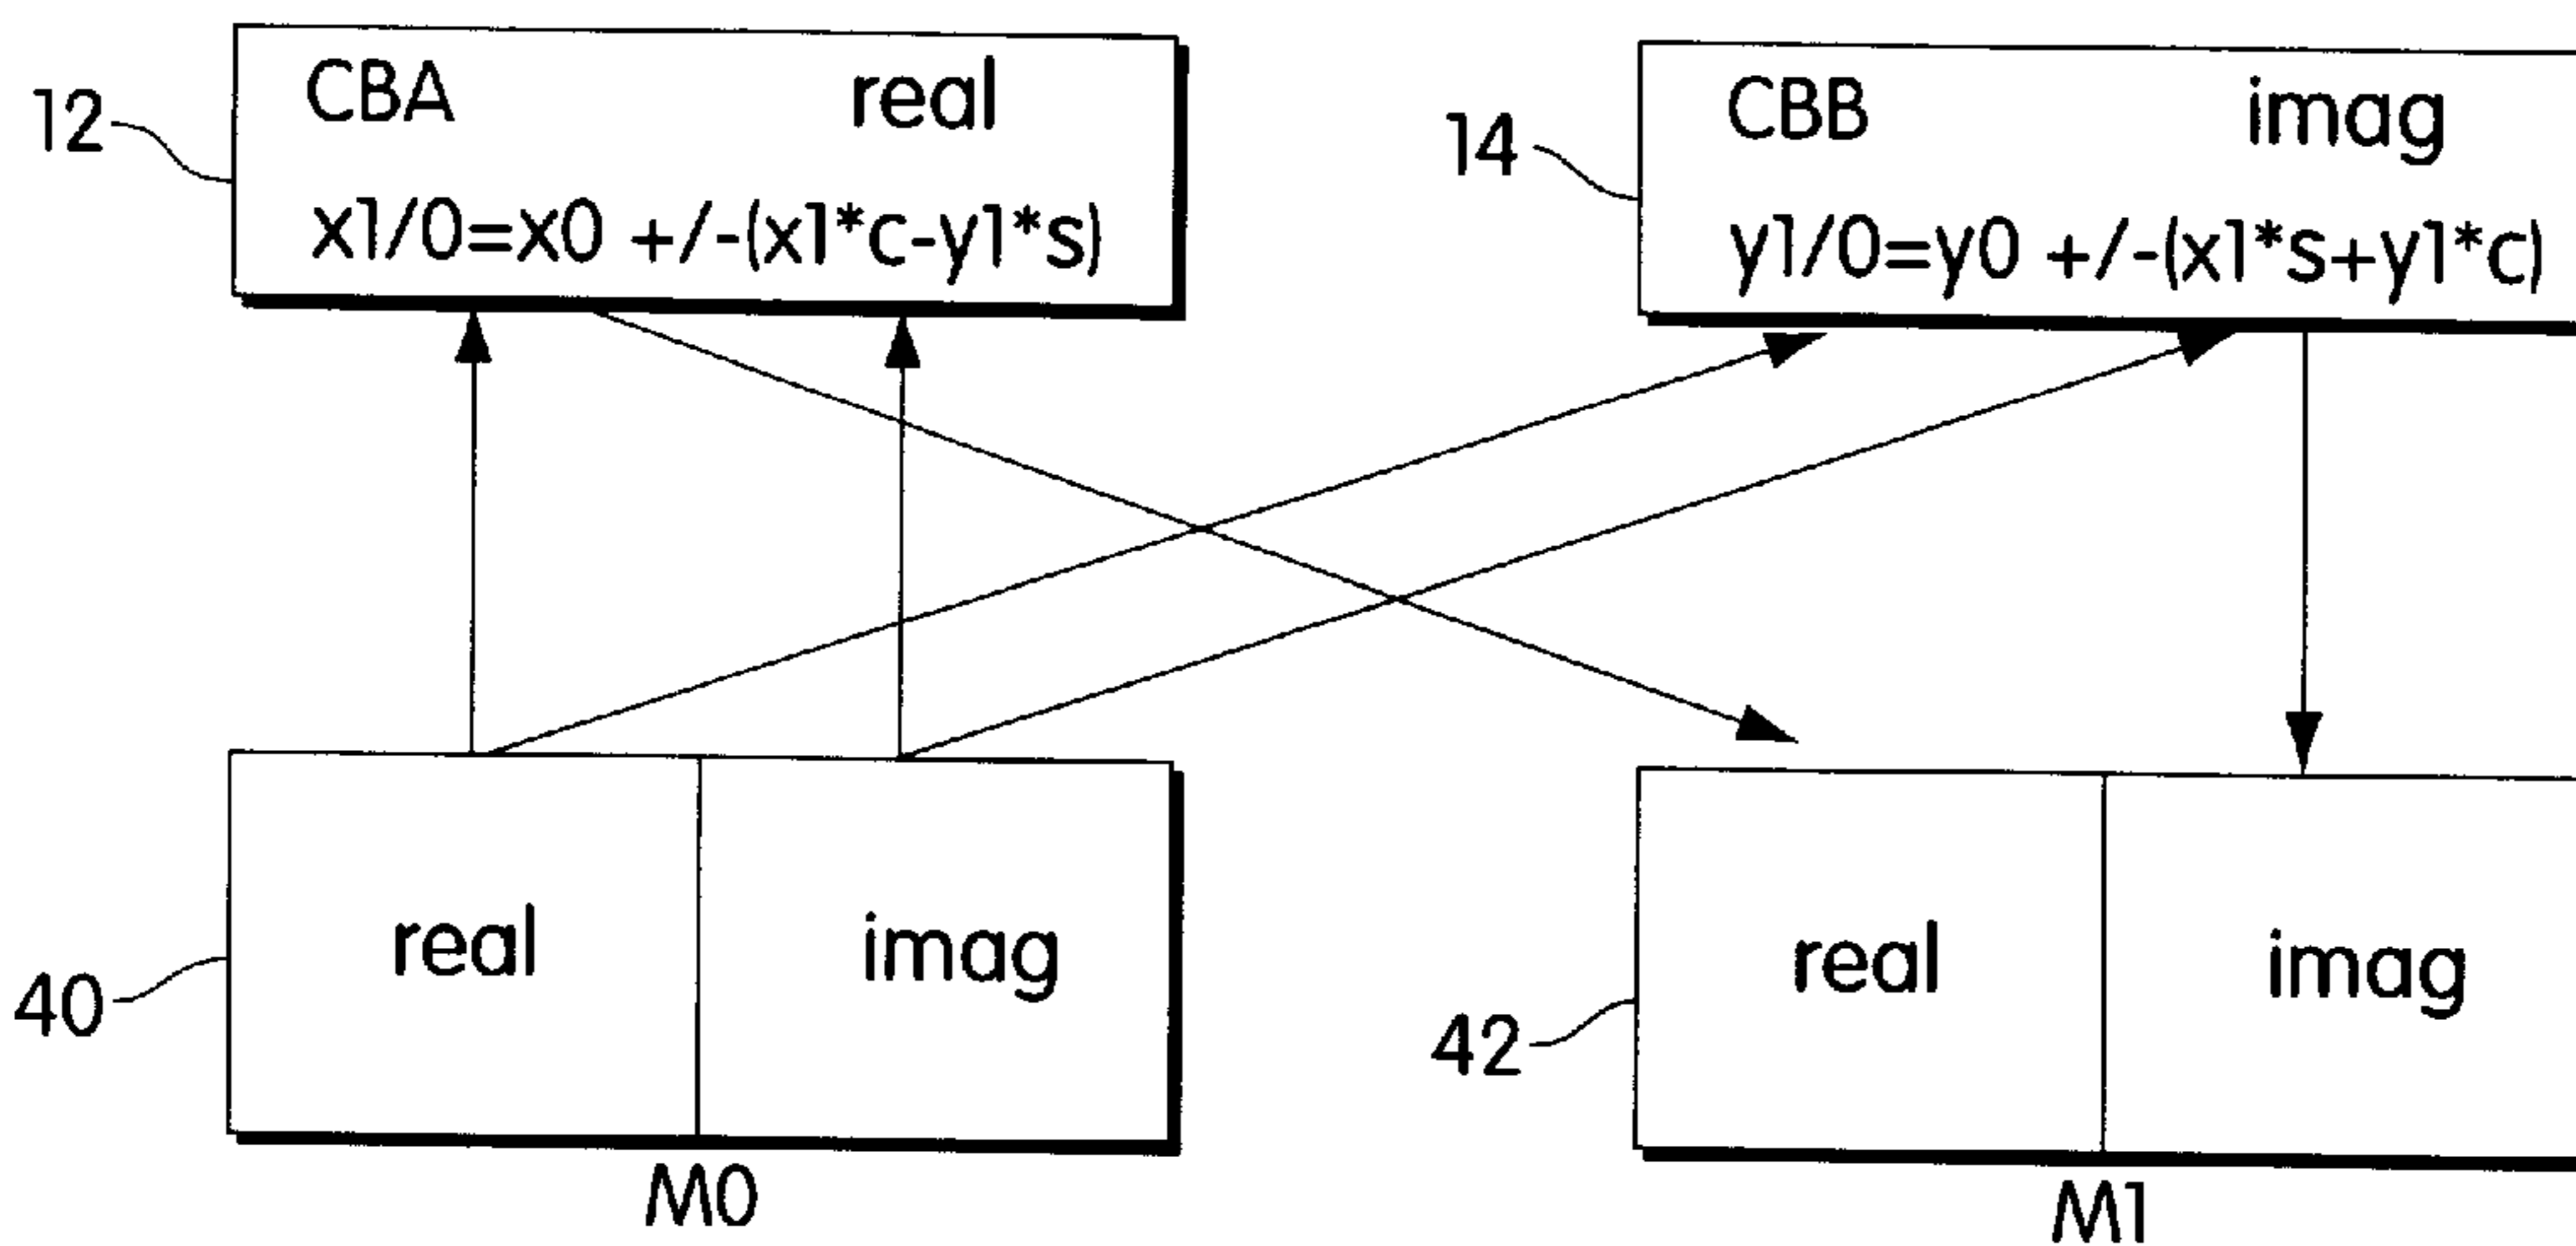 12
CBA real
x1/0=x0 +/-(x1*c-y1*s)
14
CBB imag
y1/0=y0 +/-(x1*s+y1*c)
40
real imag
M0
42
real imag
M1